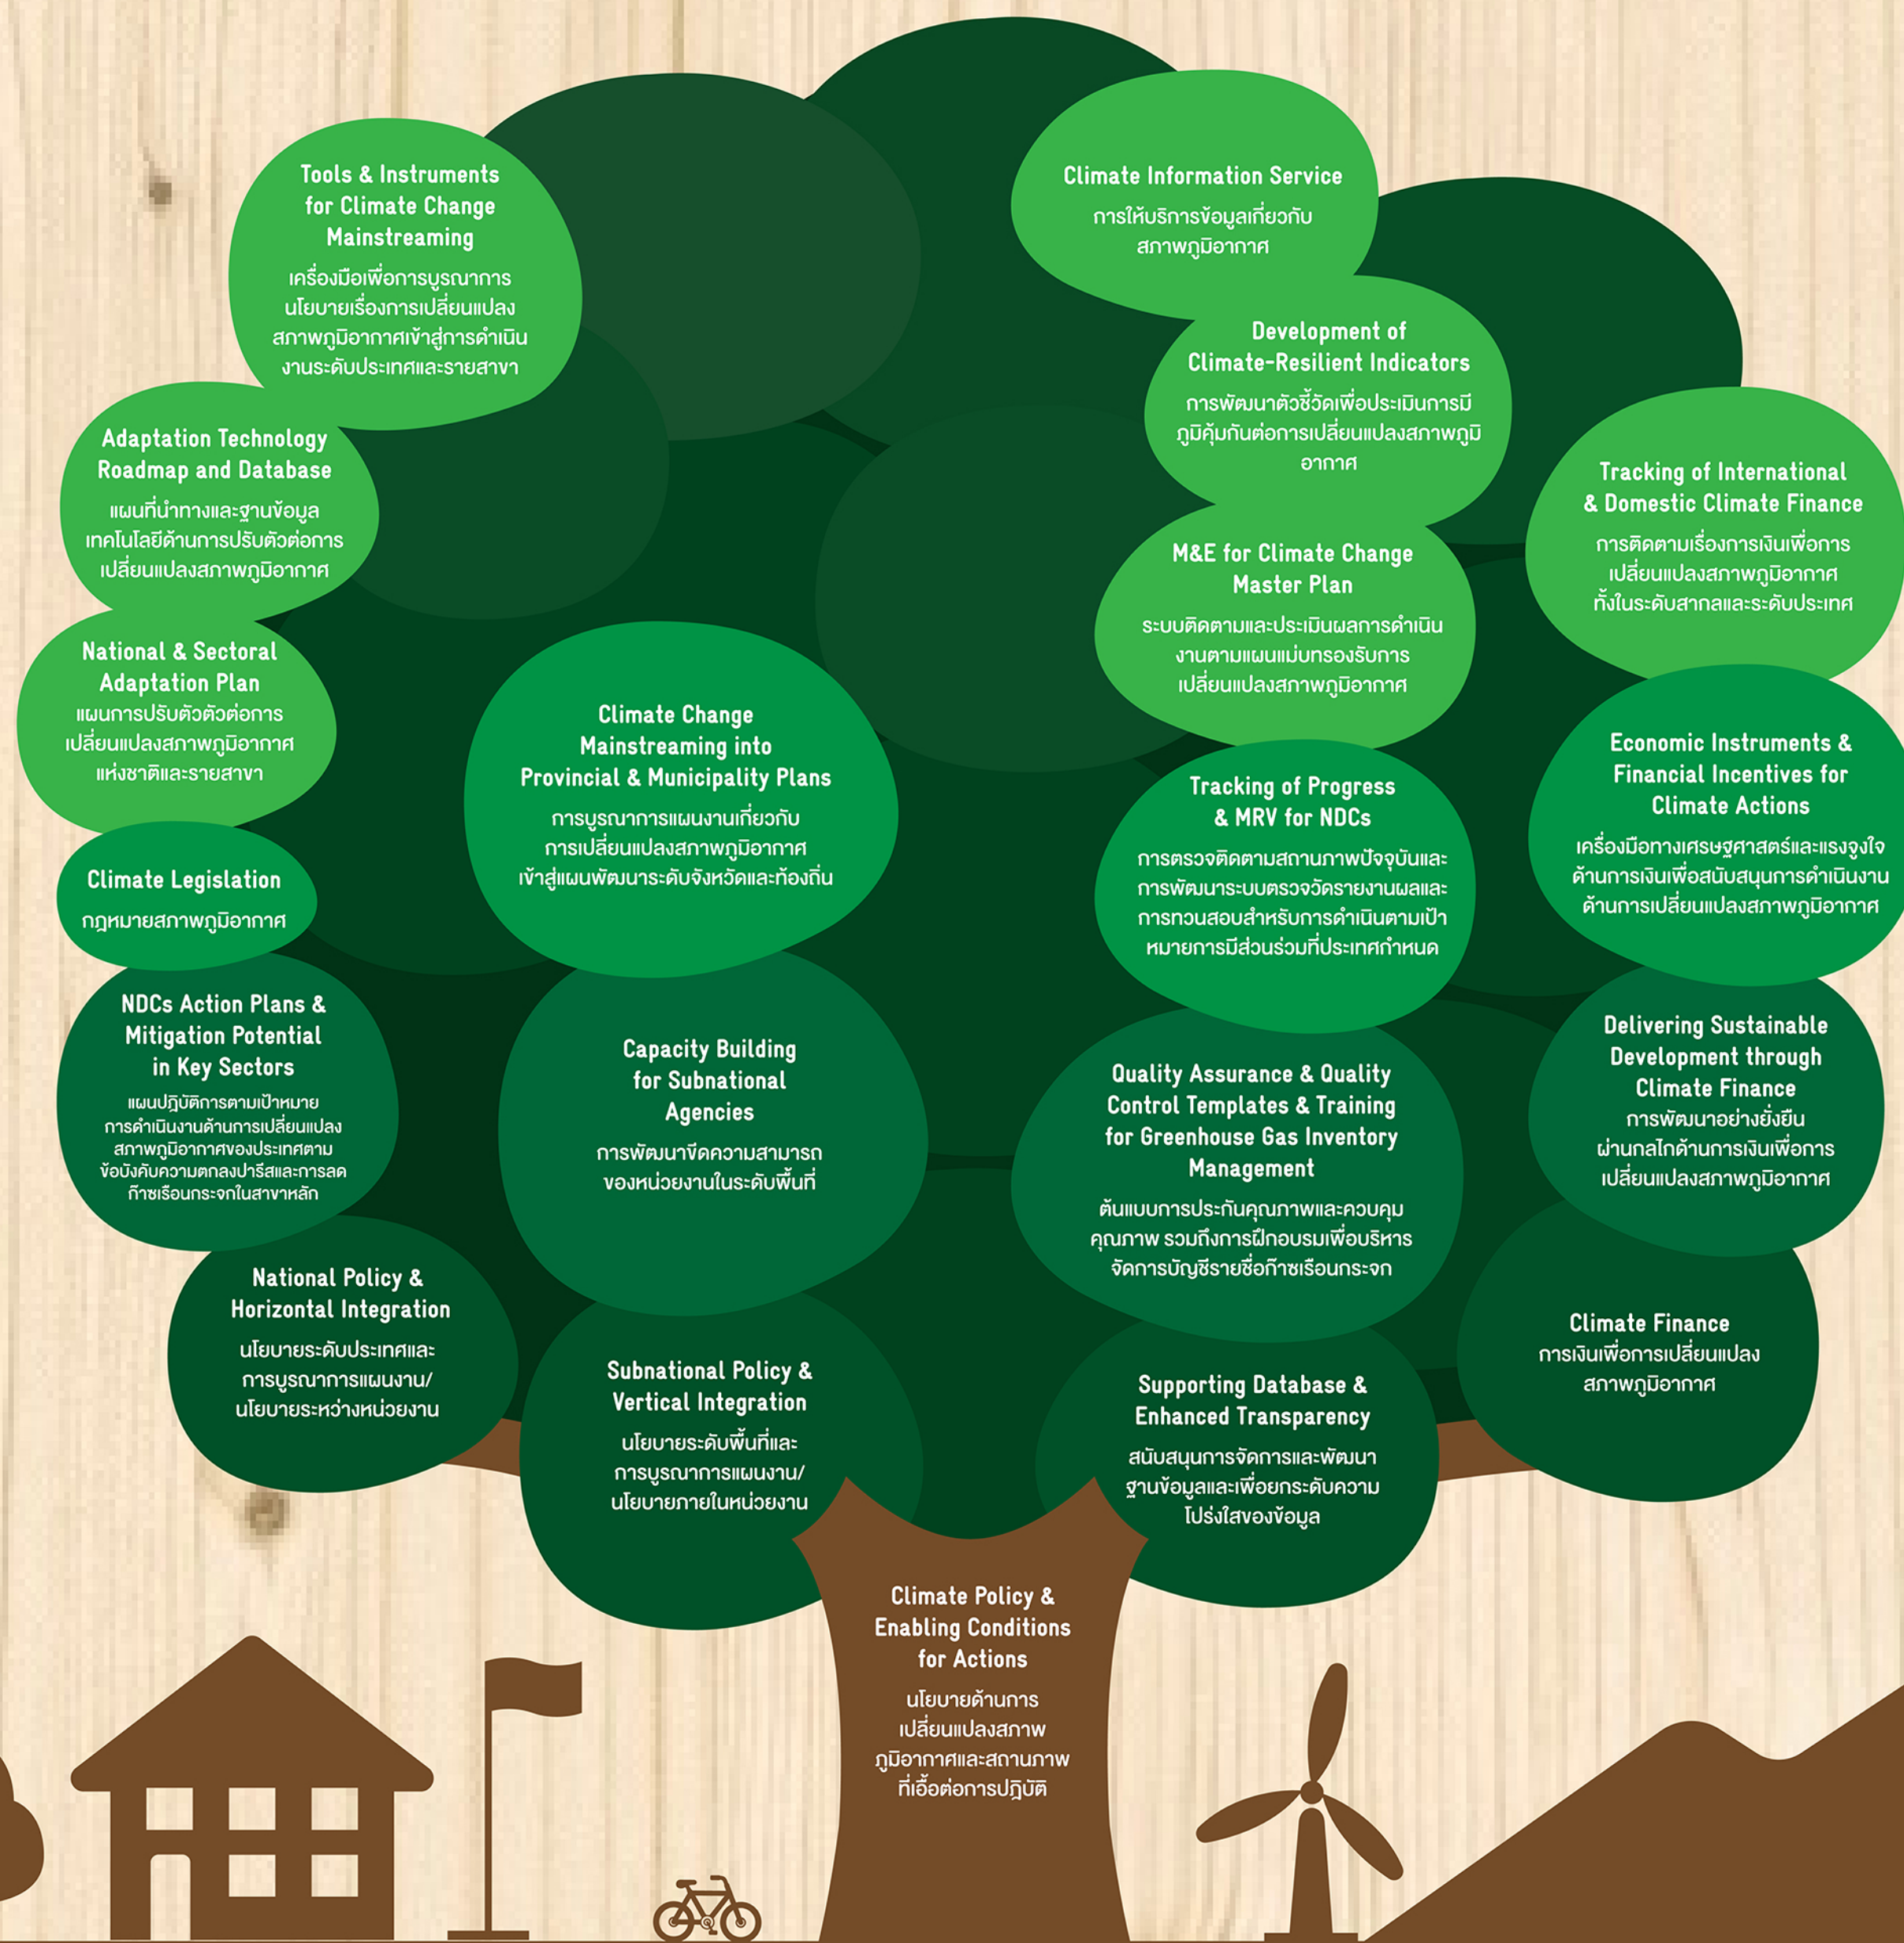 Tools & Instruments
for Climate Change
Mainstreaming
เครื่องมือเพื่อการบูรณาการ
นโยบายเรื่องการเปลี่ยนแปลง
สภาพภูมิอากาศเข้าสู่การดำเนิน
งานระดับประเทศและรายสาขา
Adaptation Technology
Roadmap and Database
แผนที่นำทางและฐานข้อมูล
เทคโนโลยีด้านการปรับตัวต่อการ
เปลี่ยนแปลงสภาพภูมิอากาศ
National & Sectoral
Adaptation Plan
แผนการปรับตัวตัวต่อการ
เปลี่ยนแปลงสภาพภูมิอากาศ
แห่งชาติและรายสาขา
Climate Legislation
กฎหมายสภาพภูมิอากาศ
NDCs Action Plans &
Mitigation Potential
in Key Sectors
แผนปฏิบัติการตามเป้าหมาย
การดำเนินงานด้านการเปลี่ยนแปลง
สภาพภูมิอากาศของประเทศตาม
ข้อบังคับความตกลงปารีสและการลด
ก๊าซเรือนกระจกในสาขาหลัก
National Policy &
Horizontal Integration
นโยบายระดับประเทศและ
การบูรณาการแผนงาน/
นโยบายระหว่างหน่วยงาน
Climate Change
Mainstreaming into
Provincial & Municipality Plans
การบูรณาการแผนงานเกี่ยวกับ
การเปลี่ยนแปลงสภาพภูมิอากาศ
เข้าสู่แผนพัฒนาระดับจังหวัดและท้องถิ่น
Capacity Building
for Subnational
Agencies
การพัฒนาขีดความสามารถ
ของหน่วยงานในระดับพื้นที่
Subnational Policy &
Vertical Integration
นโยบายระดับพื้นที่และ
การบูรณาการแผนงาน/
นโยบายภายในหน่วยงาน
Climate Information Service
การให้บริการข้อมูลเกี่ยวกับ
สภาพภูมิอากาศ
Development of
Climate-Resilient Indicators
การพัฒนาตัวชี้วัดเพื่อประเมินการมี
ภูมิคุ้มกันต่อการเปลี่ยนแปลงสภาพภูมิ
อากาศ
M&E for Climate Change
Master Plan
ระบบติดตามและประเมินผลการดำเนิน
งานตามแผนแม่บทรองรับการ
เปลี่ยนแปลงสภาพภูมิอากาศ
Tracking of Progress
& MRV for NDCs
การตรวจติดตามสถานภาพปัจจุบันและ
การพัฒนาระบบตรวจวัดรายงานผลและ
การทวนสอบสำหรับการดำเนินตามเป้า
หมายการมีส่วนร่วมที่ประเทศกำหนด
Quality Assurance & Quality
Control Templates & Training
for Greenhouse Gas Inventory
Management
ต้นแบบการประกันคุณภาพและควบคุม
คุณภาพ รวมถึงการฝึกอบรมเพื่อบริหาร
จัดการบัญชีรายชื่อก๊าซเรือนกระจก
Supporting Database &
Enhanced Transparency
สนับสนุนการจัดการและพัฒนา
ฐานข้อมูลและเพื่อยกระดับความ
โปร่งใสของข้อมูล
Tracking of International
& Domestic Climate Finance
การติดตามเรื่องการเงินเพื่อการ
เปลี่ยนแปลงสภาพภูมิอากาศ
ทั้งในระดับสากลและระดับประเทศ
Economic Instruments &
Financial Incentives for
Climate Actions
เครื่องมือทางเศรษฐศาสตร์และแรงจูงใจ
ด้านการเงินเพื่อสนับสนุนการดำเนินงาน
ด้านการเปลี่ยนแปลงสภาพภูมิอากาศ
Delivering Sustainable
Development through
Climate Finance
การพัฒนาอย่างยั่งยืน
ผ่านกลไกด้านการเงินเพื่อการ
เปลี่ยนแปลงสภาพภูมิอากาศ
Climate Finance
การเงินเพื่อการเปลี่ยนแปลง
สภาพภูมิอากาศ
Climate Policy &
Enabling Conditions
for Actions
นโยบายด้านการ
เปลี่ยนแปลงสภาพ
ภูมิอากาศและสถานภาพ
ที่เอื้อต่อการปฏิบัติ